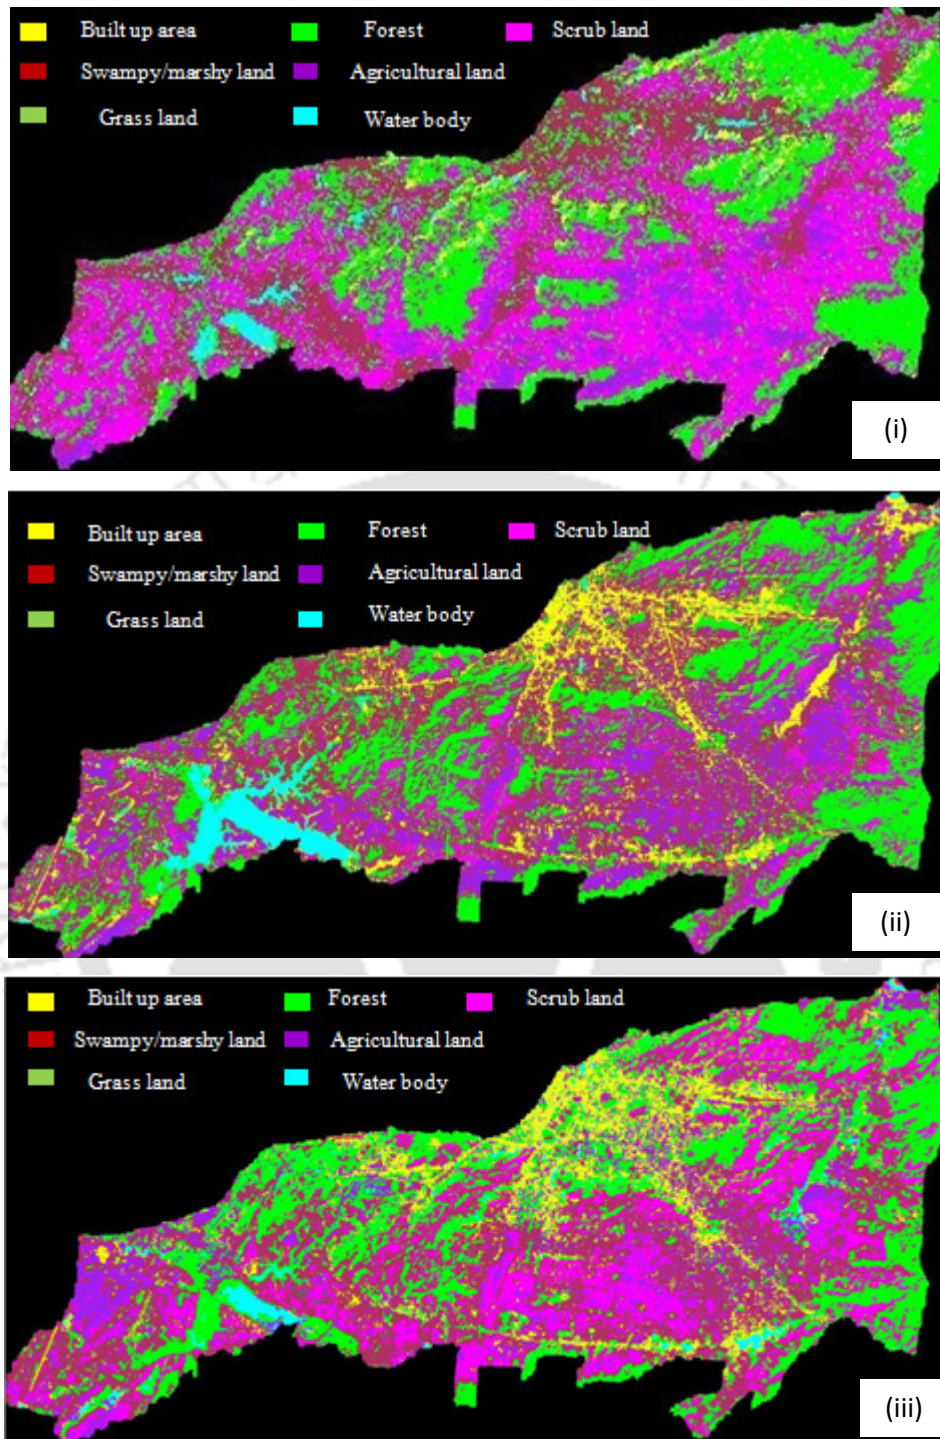 Built up area Forest Scrub land
Swampy/marshy land Agricultural land
Grass land Water body
(i)
Built up area Forest Scrub land
Swampy/marshy land Agricultural land
Grass land Water body
(ii)
Built up area Forest Scrub land
Swampy/marshy land Agricultural land
Grass land Water body
(iii)